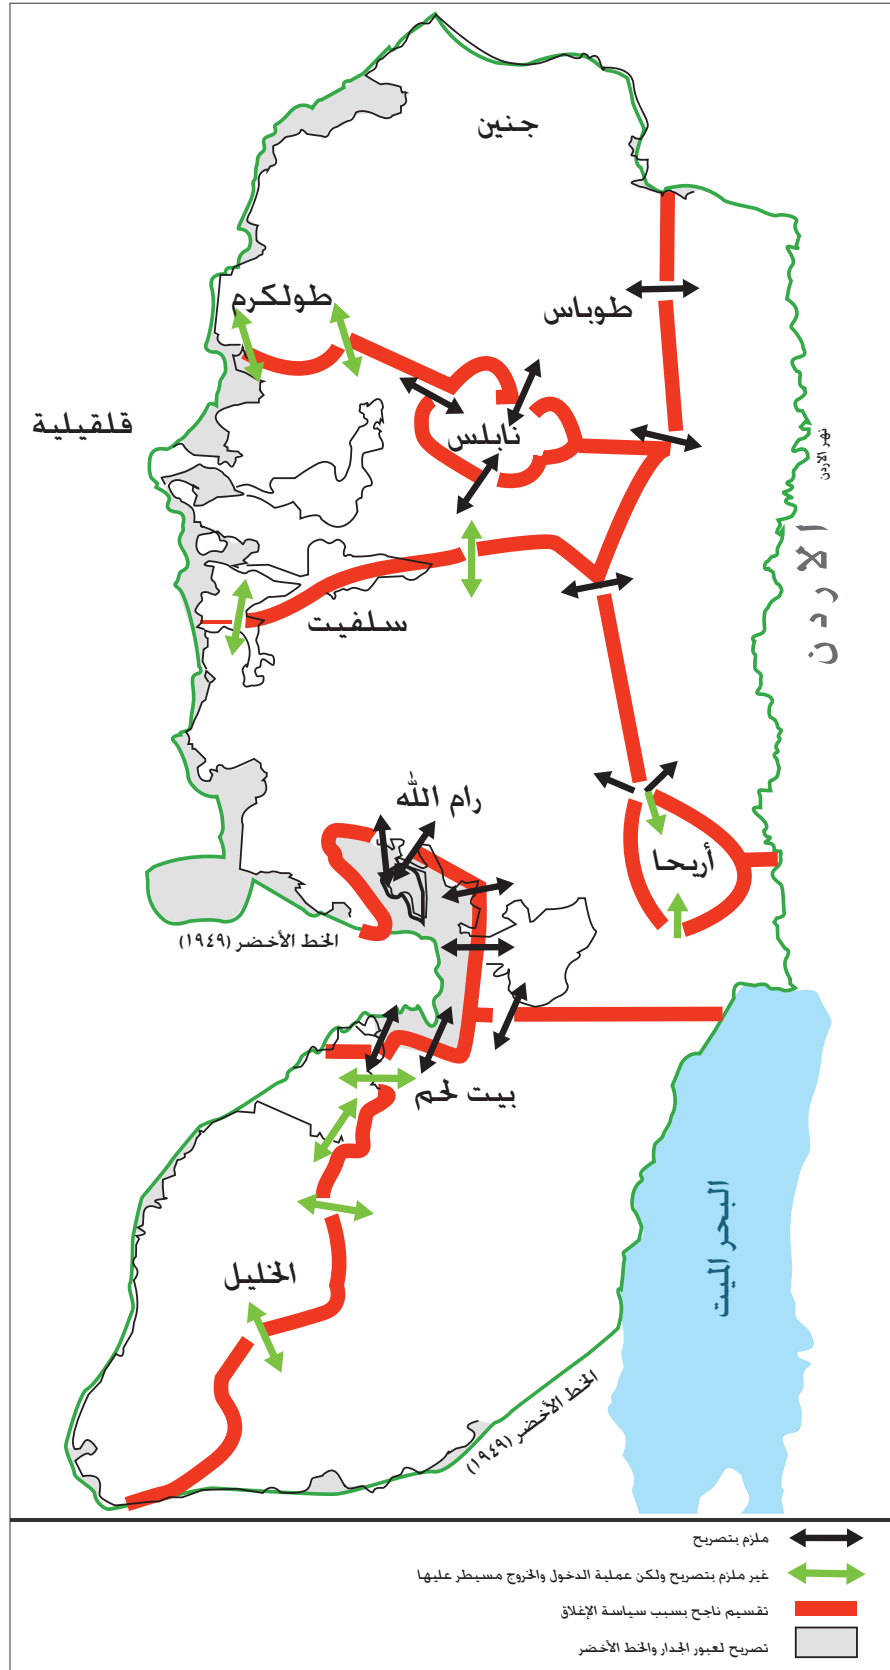 جنين
طولكرم
طوباس
قلقيلية
نابلس
نهر الاردن
الأردن
سلفيت
رام الله
أريحا
الخط الأخضر (١٩٤٩)
بيت لحم
البحر الميت
الخليل
الخط الأخضر (١٩٤٩)
ملزم بتصريح
غير ملزم بتصريح ولكن عملية الدخول والخروج مسيطر عليها
تقسيم ناجح بسبب سياسة الإغلاق
تصريح لعبور الجدار والخط الأخضر